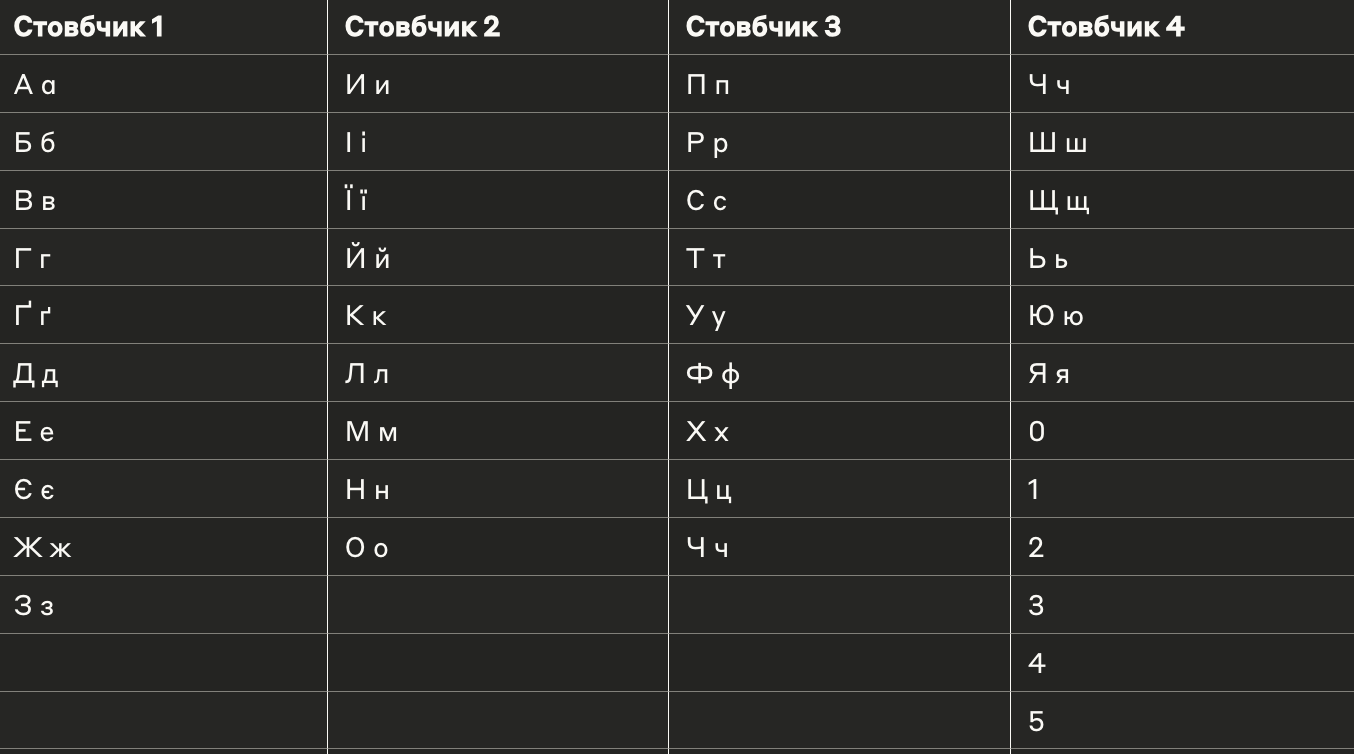 Стовбчик 1 Стовбчик 2 Стовбчик 3 Стовбчик 4
А а И и П п Ч ч
Б б І і Р р Ш ш
В в Ї ї С с Щ щ
Г г Й й Т т Ь ь
Ґ ґ К к У у Ю ю
Д д Л л Ф ф Я я
Е е М м Х х 0
Є є Н н Ц ц 1
Ж ж О о Ч ч 2
З з 3
4
5